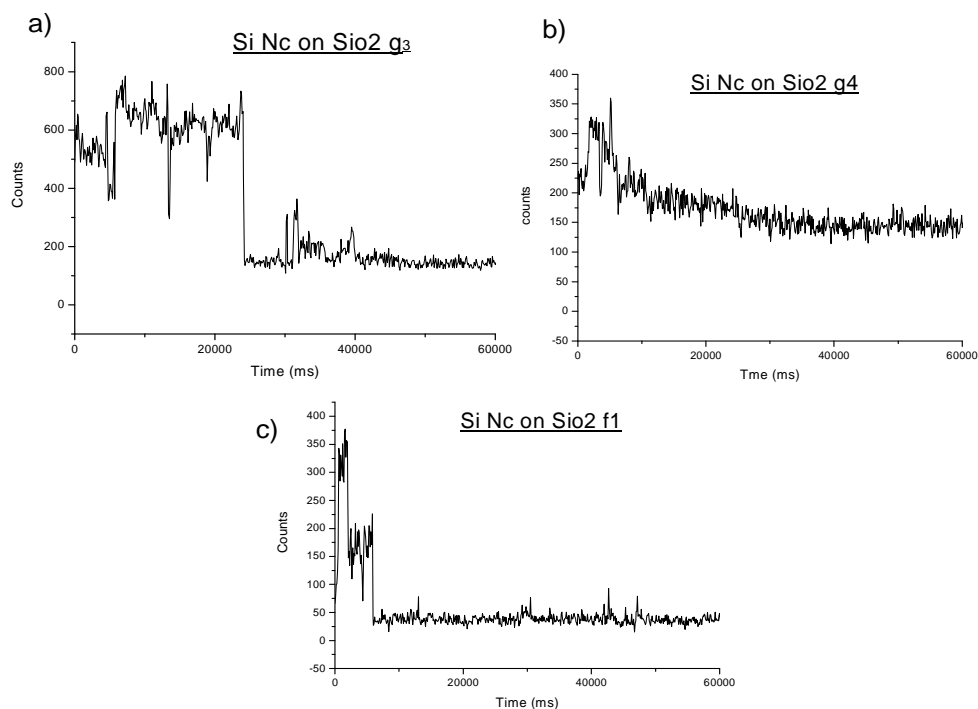 a)
Si Nc on Sio2 g3
800
600
400
200
0
Counts
0 20000 40000 60000
Time (ms)
b)
Si Nc on Sio2 g4
400
350
300
250
200
150
100
50
0
-50
counts
0 20000 40000 60000
Tme (ms)
c)
Si Nc on Sio2 f1
400
350
300
250
200
150
100
50
0
-50
Counts
0 20000 40000 60000
Time (ms)